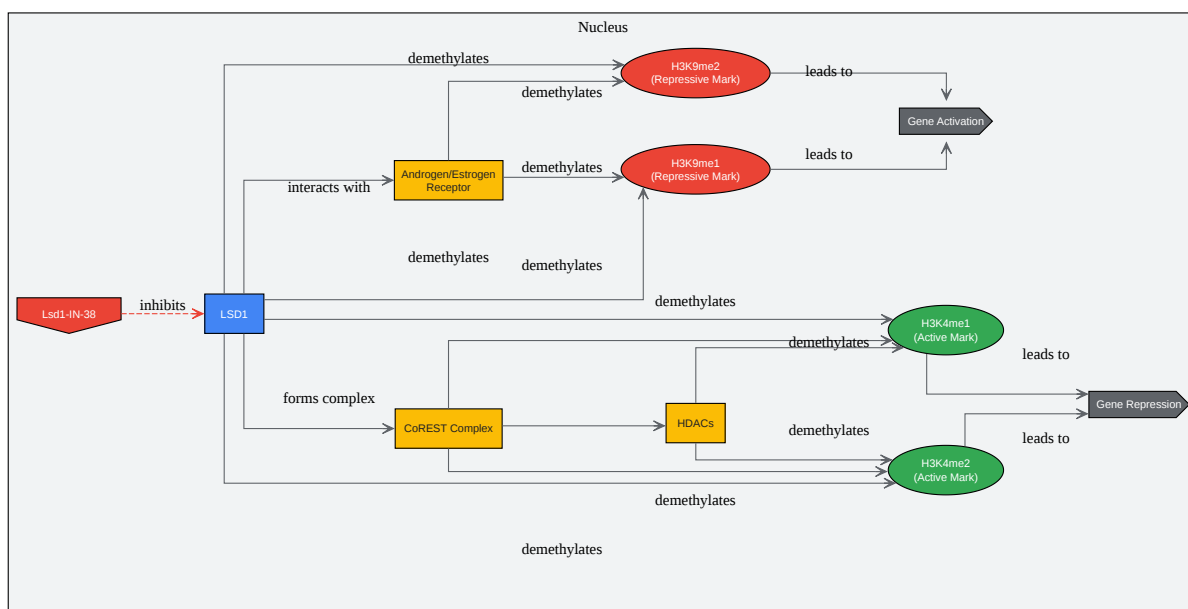 Nucleus
demethylates
H3K9me2
(Repressive Mark)
leads to
demethylates
Gene Activation
H3K9me1
(Repressive Mark)
leads to
demethylates
Androgen/Estrogen
Receptor
interacts with
demethylates
demethylates
Lsd1-IN-38
inhibits
LSD1
demethylates
H3K4me1
(Active Mark)
demethylates
leads to
forms complex
CoREST Complex
HDACs
Gene Repression
demethylates
leads to
H3K4me2
(Active Mark)
demethylates
demethylates